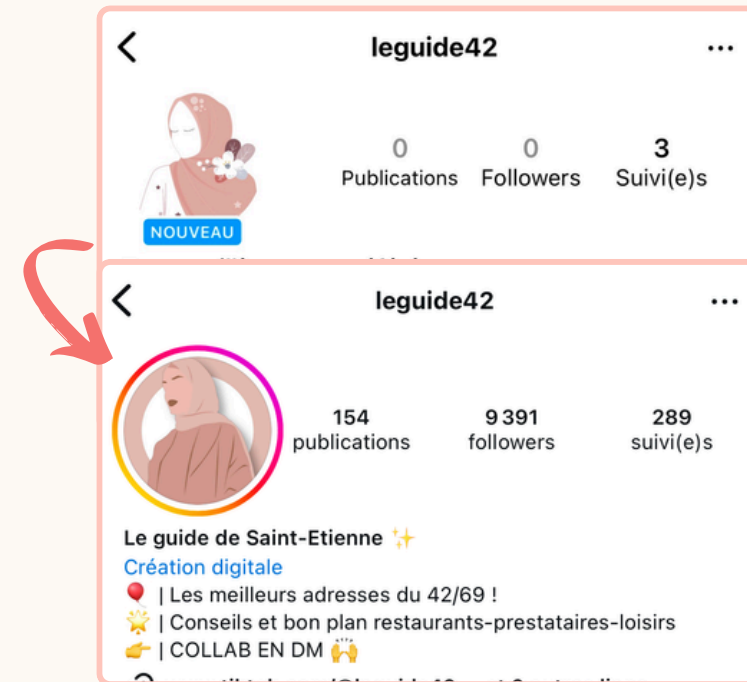 leguide42
0 0 3
Publications Followers Suivi(e)s
NOUVEAU
leguide42
154 9 391 289
publications followers suivi(e)s
Le guide de Saint-Etienne ✨
Création digitale
🎈 | Les meilleurs adresses du 42/69 !
🌟 | Conseils et bon plan restaurants-prestataires-loisirs
👉 | COLLAB EN DM 🙌